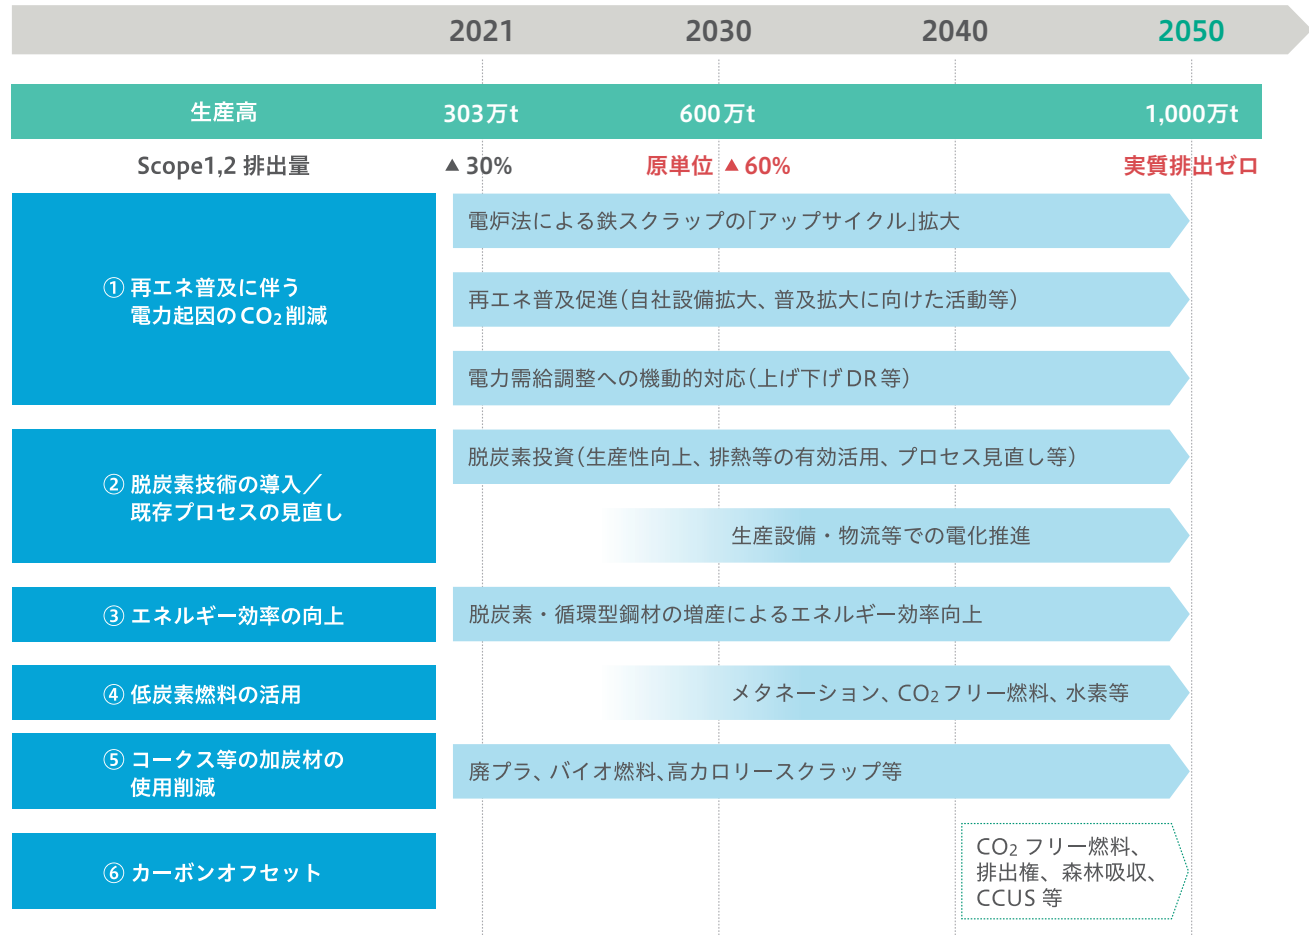 2021 2030 2040 2050
生産高 303万t 600万t 1,000万t
Scope1,2 排出量 ▲30% 原単位 ▲60% 実質排出ゼロ
① 再エネ普及に伴う
電力起因のCO₂削減
電炉法による鉄スクラップの「アップサイクル」拡大
再エネ普及促進(自社設備拡大、普及拡大に向けた活動等)
電力需給調整への機動的対応(上げ下げDR等)
② 脱炭素技術の導入/
既存プロセスの見直し
脱炭素投資(生産性向上、排熱等の有効活用、プロセス見直し等)
生産設備・物流等での電化推進
③ エネルギー効率の向上
脱炭素・循環型鋼材の増産によるエネルギー効率向上
④ 低炭素燃料の活用
メタネーション、CO₂フリー燃料、水素等
⑤ コークス等の加炭材の
使用削減
廃プラ、バイオ燃料、高カロリースクラップ等
⑥ カーボンオフセット
CO₂ フリー燃料、
排出権、森林吸収、
CCUS 等